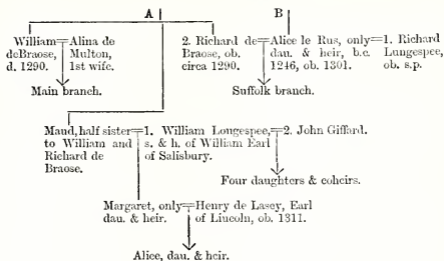 A B
William=Alina de 2. Richard de=Alice le Rus, only=1. Richard
deBraose, Multon, Braose, ob. dau. & heir, b.c. Lungespee,
d. 1290. 1st wife. circa 1290. 1246, ob. 1301. ob. s.p.
Main branch. Suffolk branch.
Maud, half sister=1. William Longespee,=2. John Giffard.
to William and s. & h. of William Earl
Richard de of Salisbury.
Braose.
Four daughters & coheirs.
Margaret, only=Henry de Lascy, Earl
dau. & heir. of Lincoln, ob. 1311.
Alice, dau. & heir.